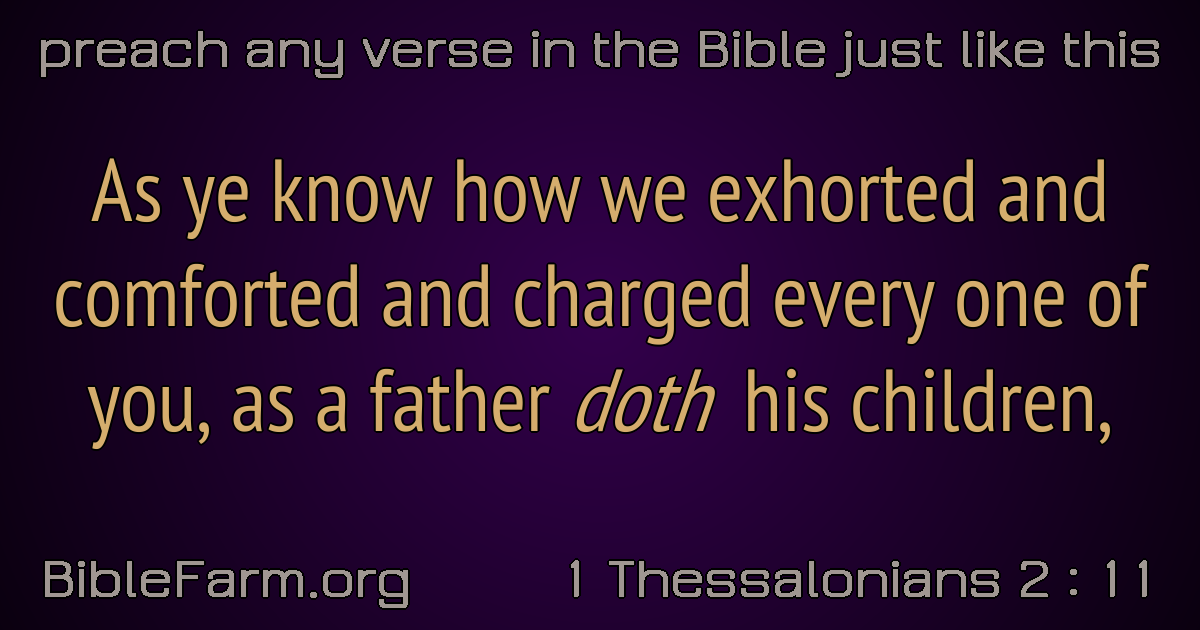 preach any verse in the Bible just like this
As ye know how we exhorted and
comforted and charged every one of
you, as a father doth his children,
BibleFarm.org 1 Thessalonians 2 : 11